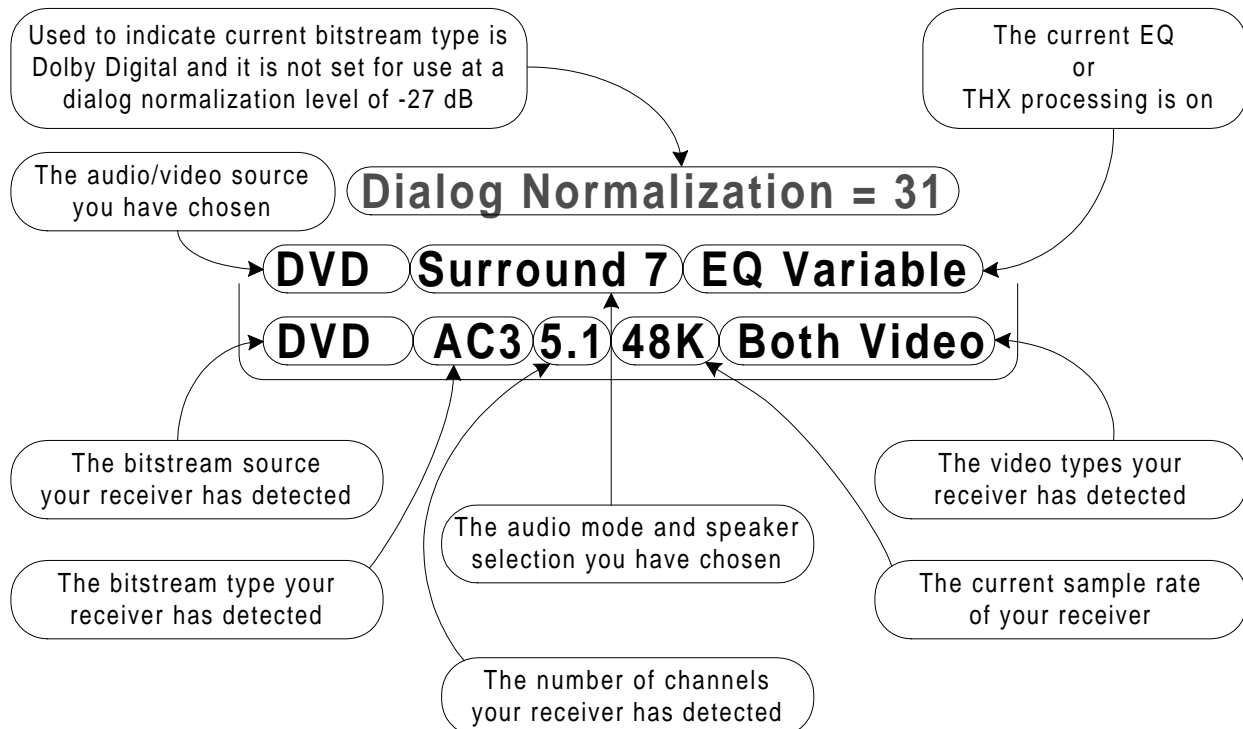 Used to indicate current bitstream type is
Dolby Digital and it is not set for use at a
dialog normalization level of -27 dB
The current EQ
or
THX processing is on
The audio/video source
you have chosen
Dialog Normalization = 31
DVD Surround 7 EQ Variable
DVD AC3 5.1 48K Both Video
The bitstream source
your receiver has detected
The video types your
receiver has detected
The audio mode and speaker
selection you have chosen
The bitstream type your
receiver has detected
The current sample rate
of your receiver
The number of channels
your receiver has detected